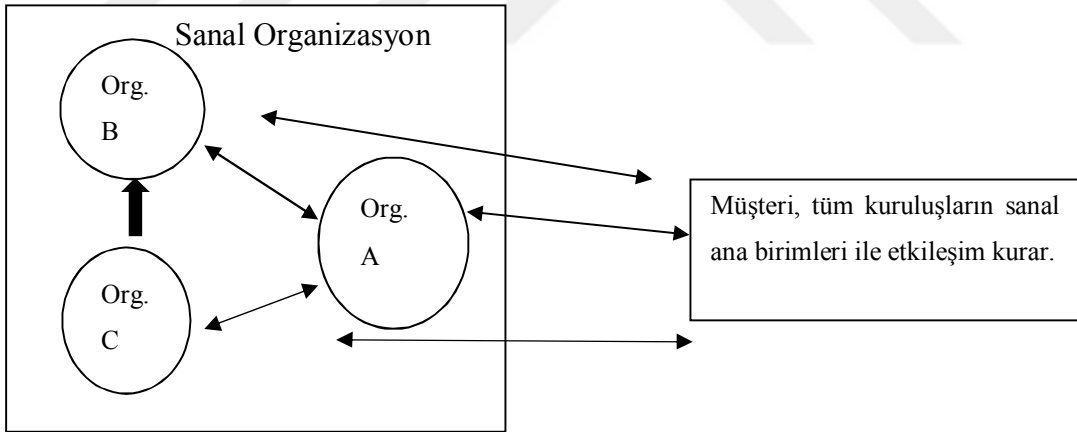 Sanal Organizasyon
Org.
B
Org.
A
Org.
C
Müşteri, tüm kuruluşların sanal
ana birimleri ile etkileşim kurar.